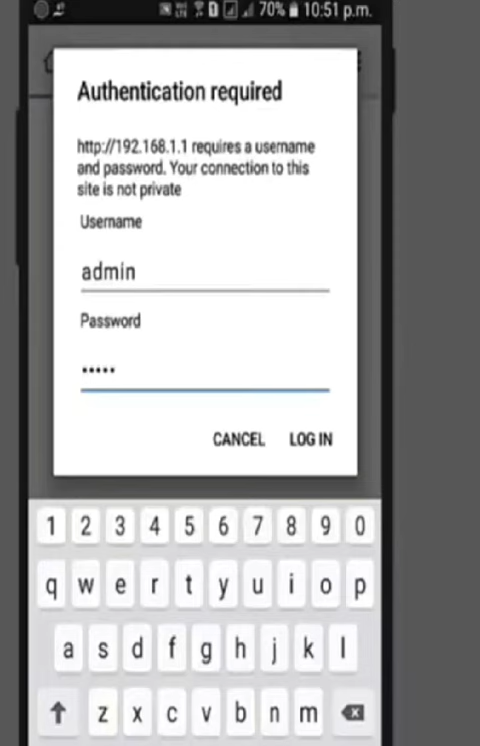 70% 10:51 p.m.
Authentication required
http://192.168.1.1 requires a username
and password. Your connection to this
site is not private
Username
admin
Password
•••••
CANCEL LOG IN
1 2 3 4 5 6 7 8 9 0
q w e r t y u i o p
a s d f g h j k l
z x c v b n m